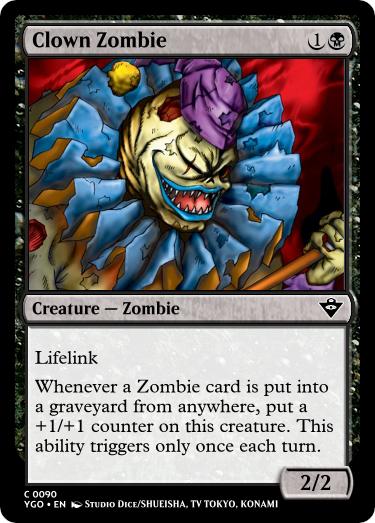 Clown Zombie 1
Creature — Zombie
Lifelink
Whenever a Zombie card is put into
a graveyard from anywhere, put a
+1/+1 counter on this creature. This
ability triggers only once each turn.
2/2
C 0090
YGO • EN Studio Dice/SHUEISHA, TV TOKYO, KONAMI